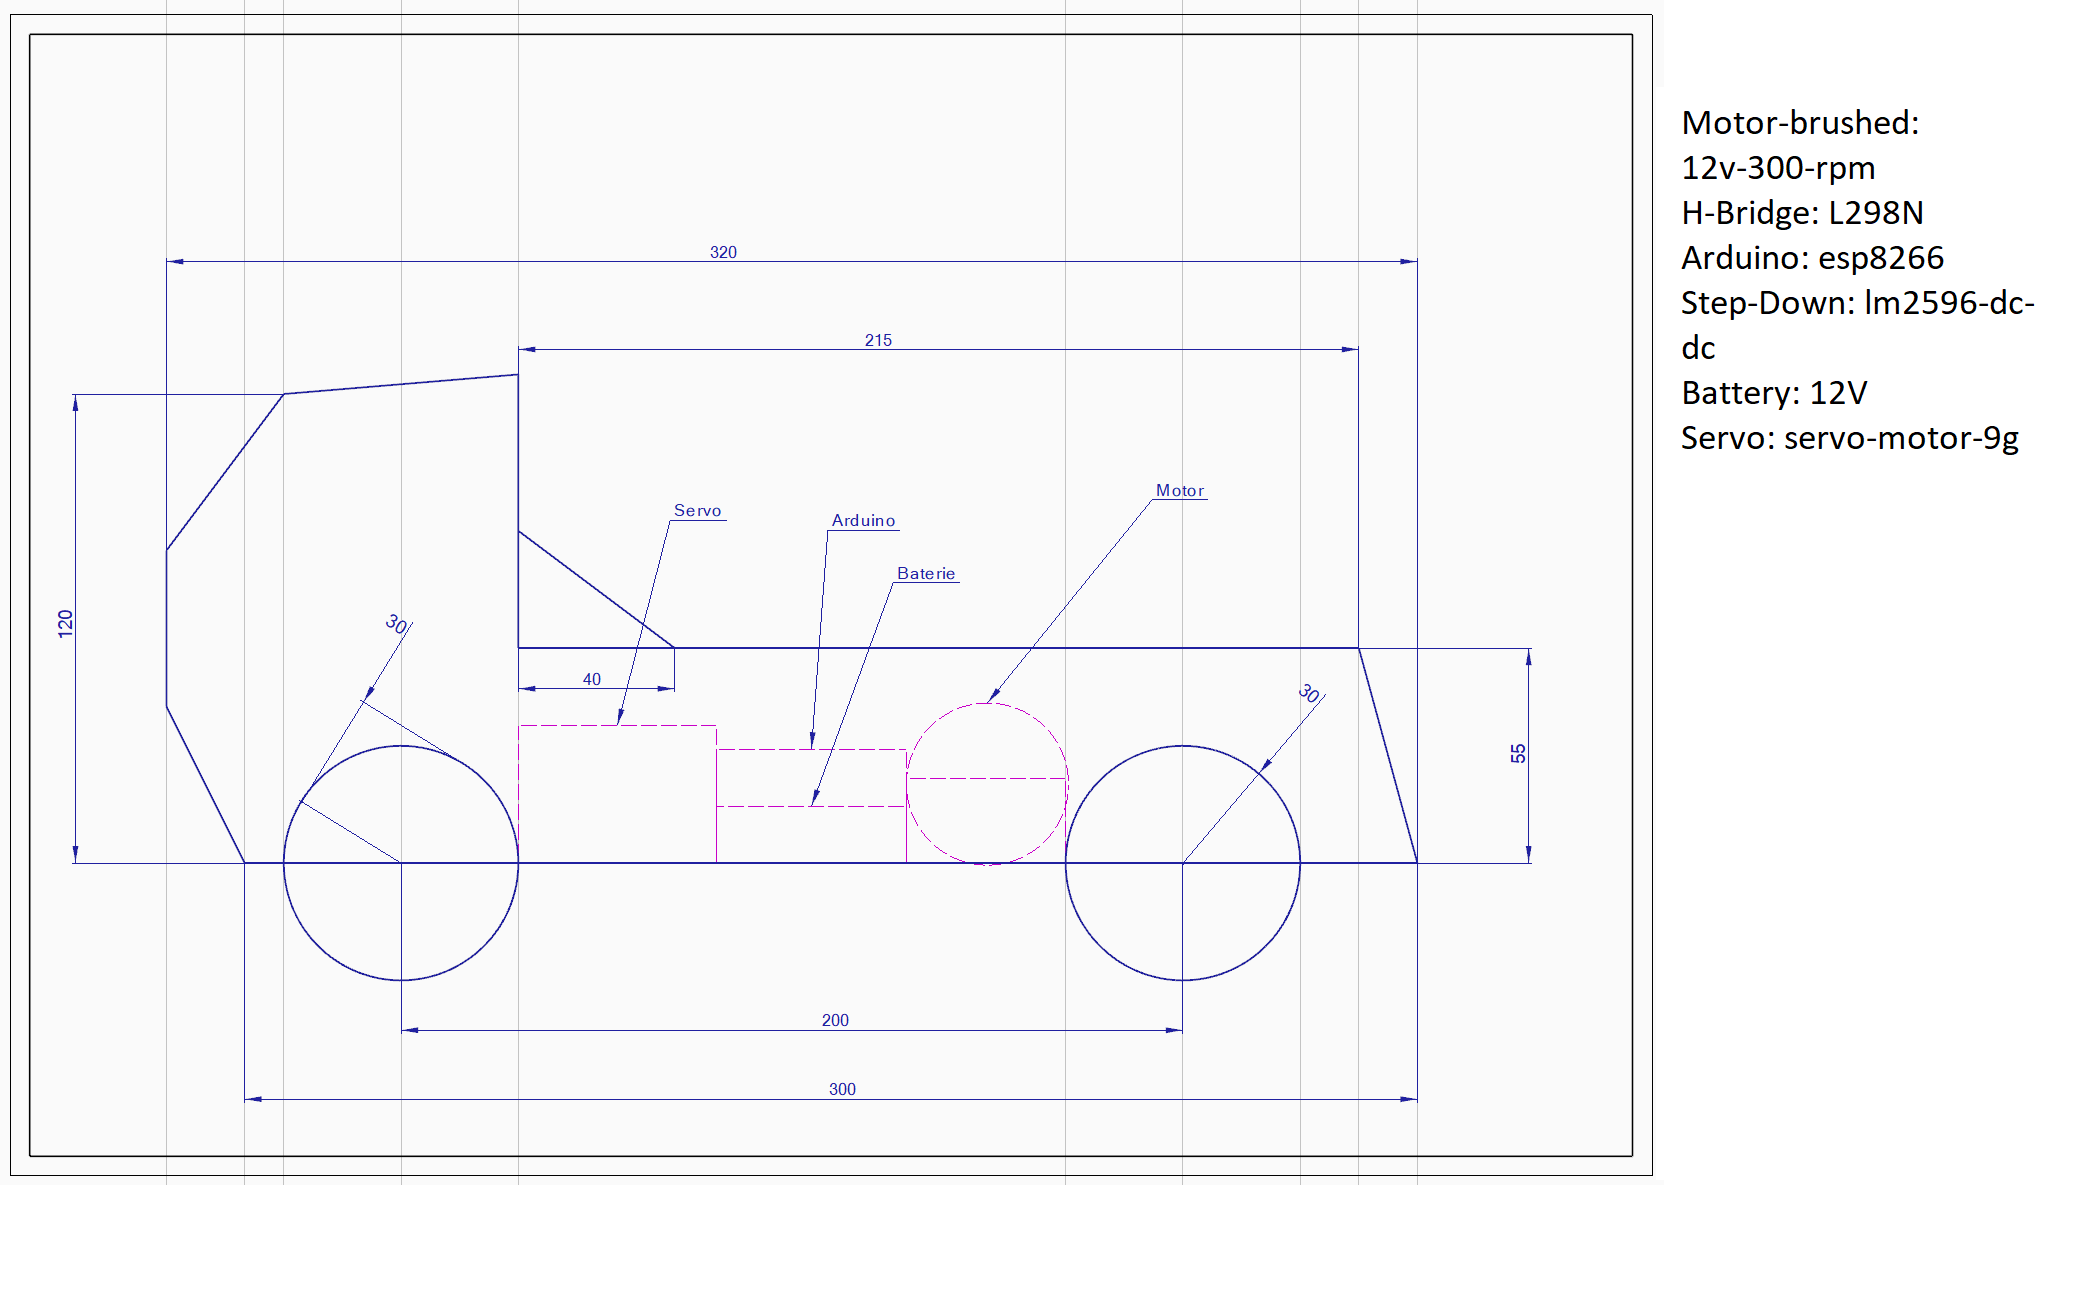 320
215
Motor
Servo
Arduino
Baterie
120
30
40
30
55
200
300
Motor-brushed:
12v-300-rpm
H-Bridge: L298N
Arduino: esp8266
Step-Down: lm2596-dc-
dc
Battery: 12V
Servo: servo-motor-9g